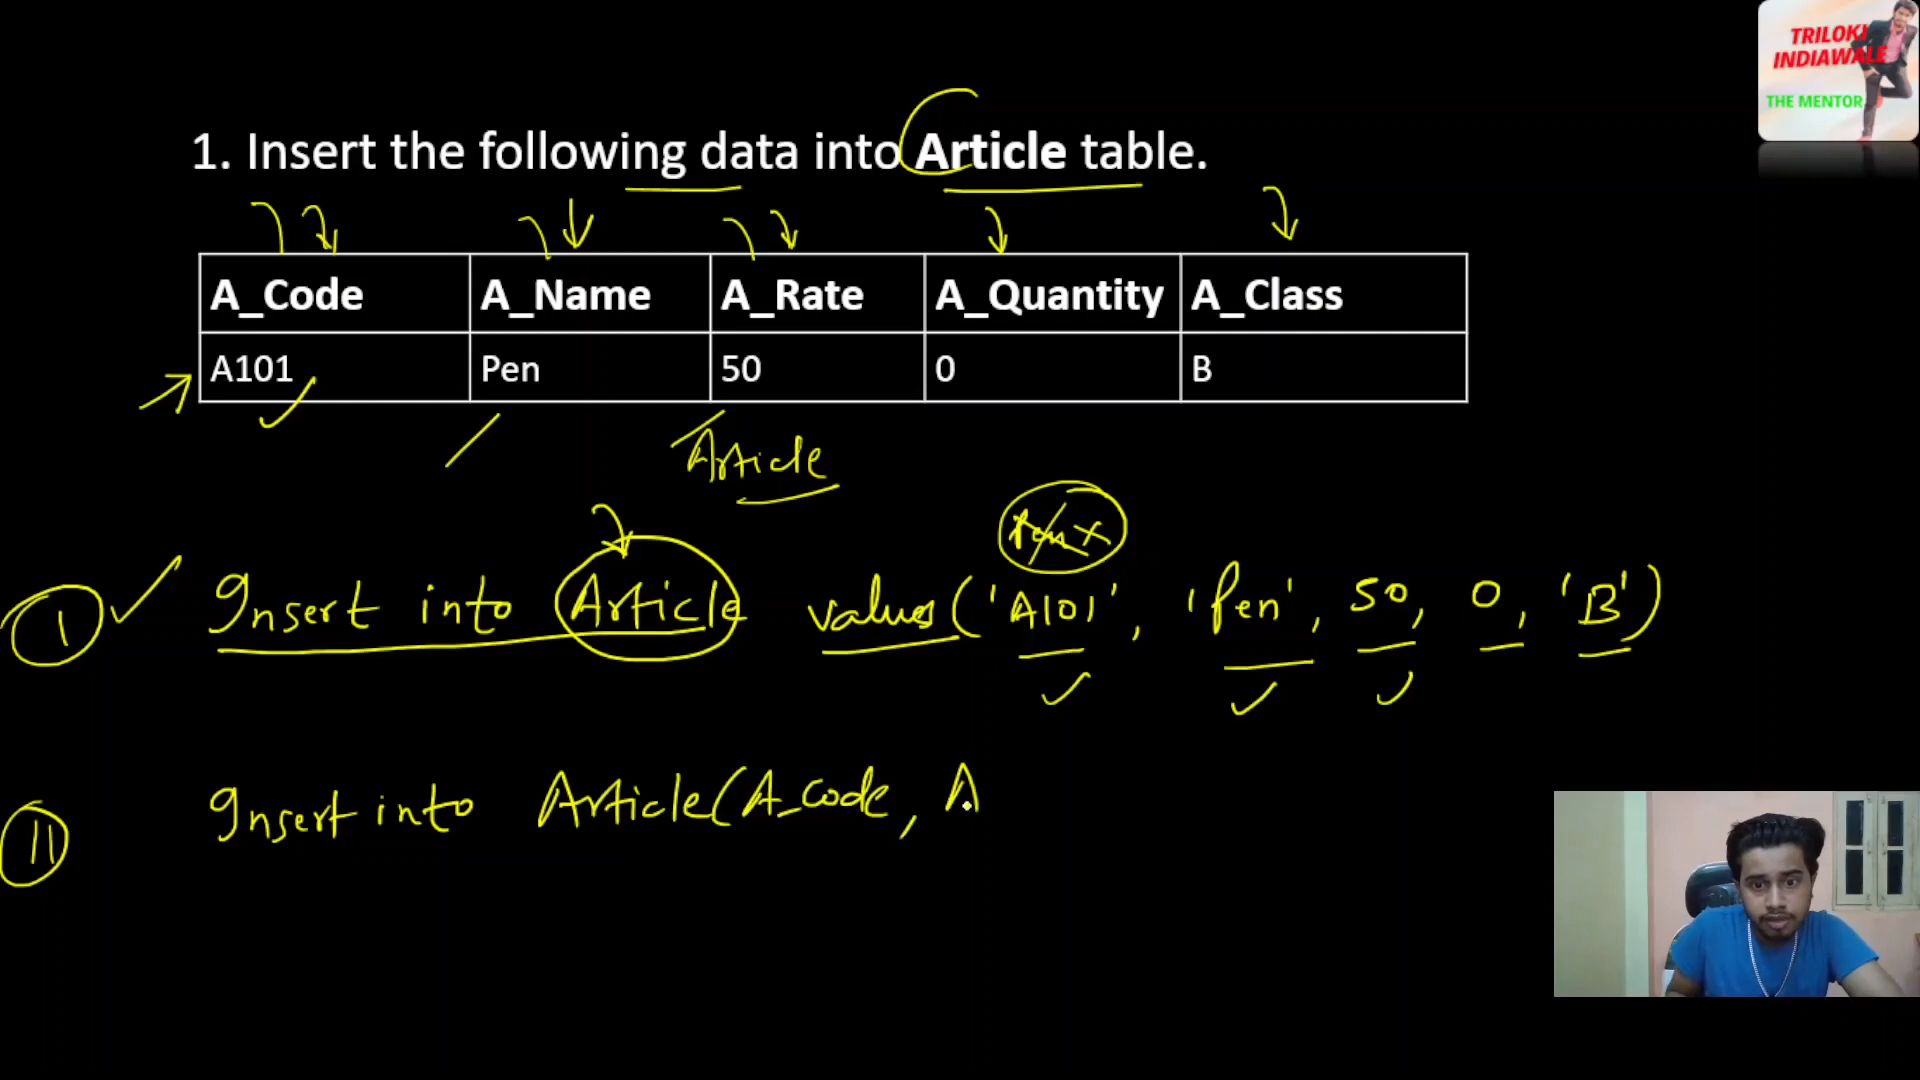 TRILOKI
INDIAWALE
THE MENTOR
1. Insert the following data into Article table.
A_Code A_Name A_Rate A_Quantity A_Class
A101 Pen 50 0 B
Article
I Insert into Article values('A101', 'Pen', 50, 0, 'B')
II Insert into Article(A_Code, A